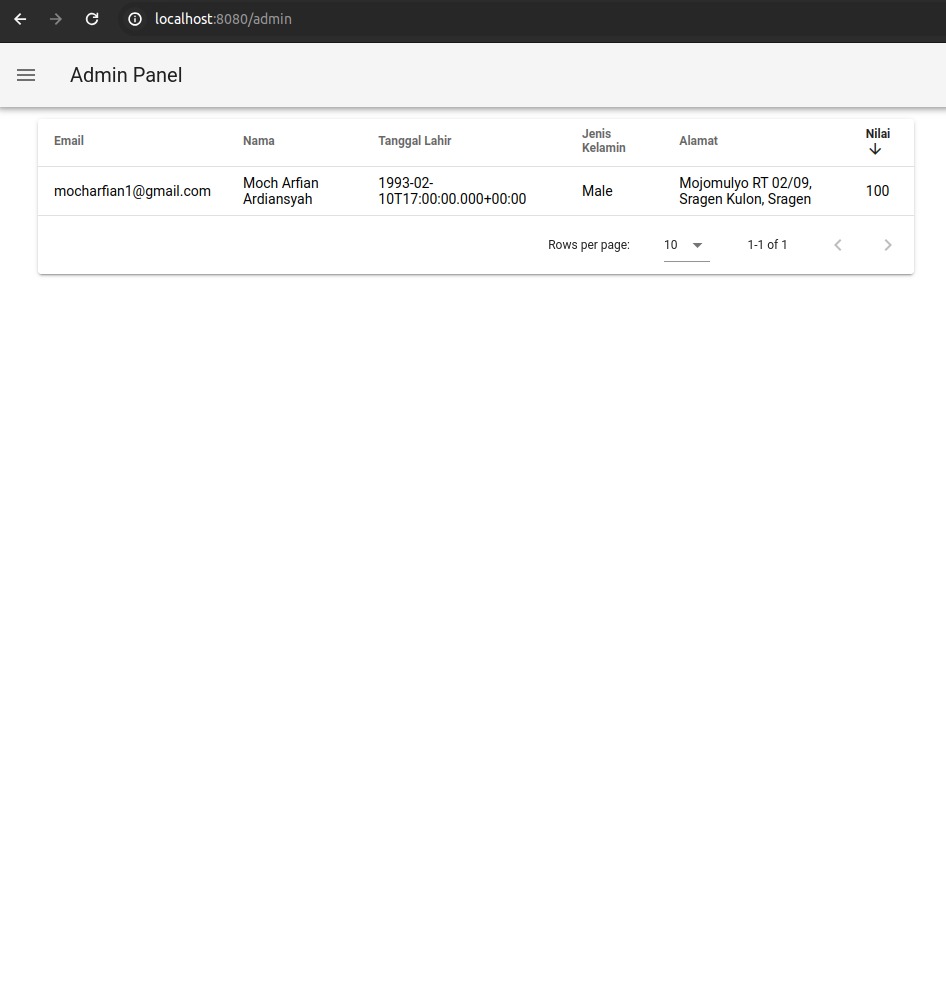 localhost:8080/admin
Admin Panel
Email Nama Tanggal Lahir Jenis Kelamin Alamat Nilai
mocharfian1@gmail.com
Moch Arfian
Ardiansyah
1993-02-
10T17:00:00.000+00:00
Male
Mojomulyo RT 02/09,
Sragen Kulon, Sragen
100
Rows per page: 10 1-1 of 1